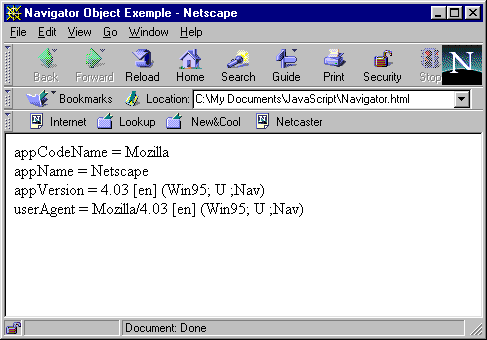 Navigator Object Exemple - Netscape
File Edit View Go Window Help
Back Forward Reload Home Search Guide Print Security Stop N
Bookmarks Location: C:\My Documents\JavaScript\Navigator.html
Internet Lookup New&Cool Netcaster
appCodeName = Mozilla
appName = Netscape
appVersion = 4.03 [en] (Win95; U ;Nav)
userAgent = Mozilla/4.03 [en] (Win95; U ;Nav)
Document: Done